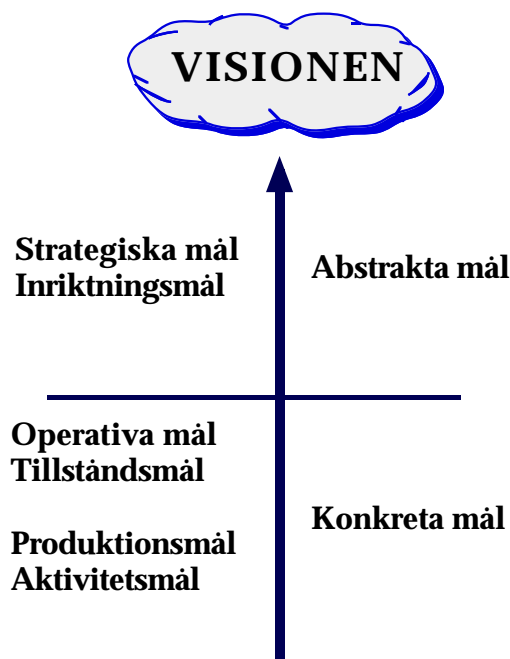 VISIONEN
Strategiska mål
Inriktningsmål
Abstrakta mål
Operativa mål
Tillståndsmål
Produktionsmål
Aktivitetsmål
Konkreta mål